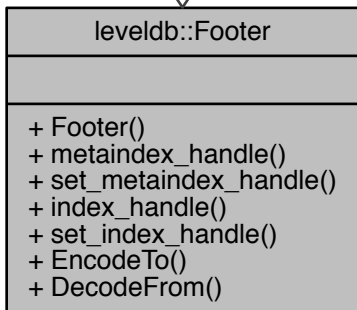 leveldb::Footer
+ Footer()
+ metaindex_handle()
+ set_metaindex_handle()
+ index_handle()
+ set_index_handle()
+ EncodeTo()
+ DecodeFrom()